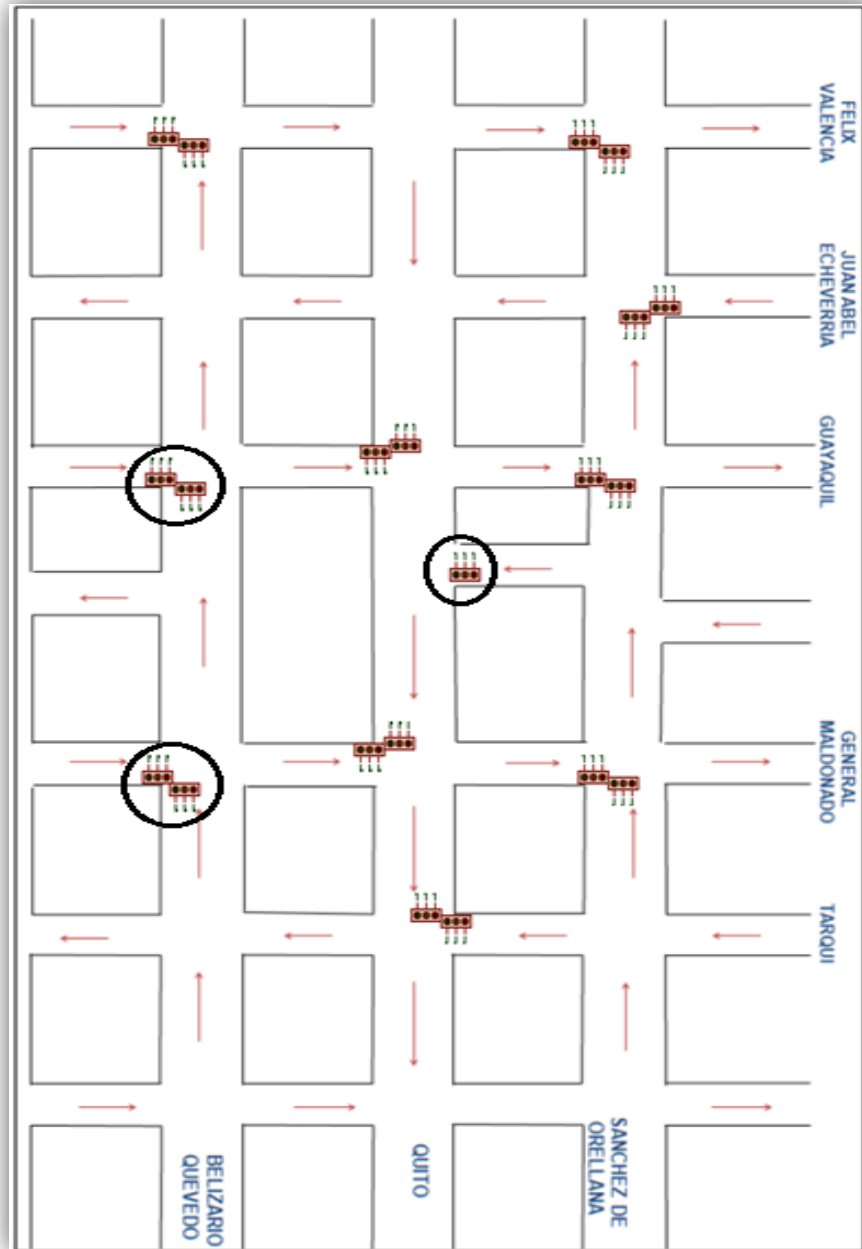 FELIX
VALENCIA
JUAN ABEL
ECHEVERRIA
GUAYAQUIL
GENERAL
MALDONADO
TARQUI
SANCHEZ DE
ORELLANA
QUITO
BELIZARIO
QUEVEDO